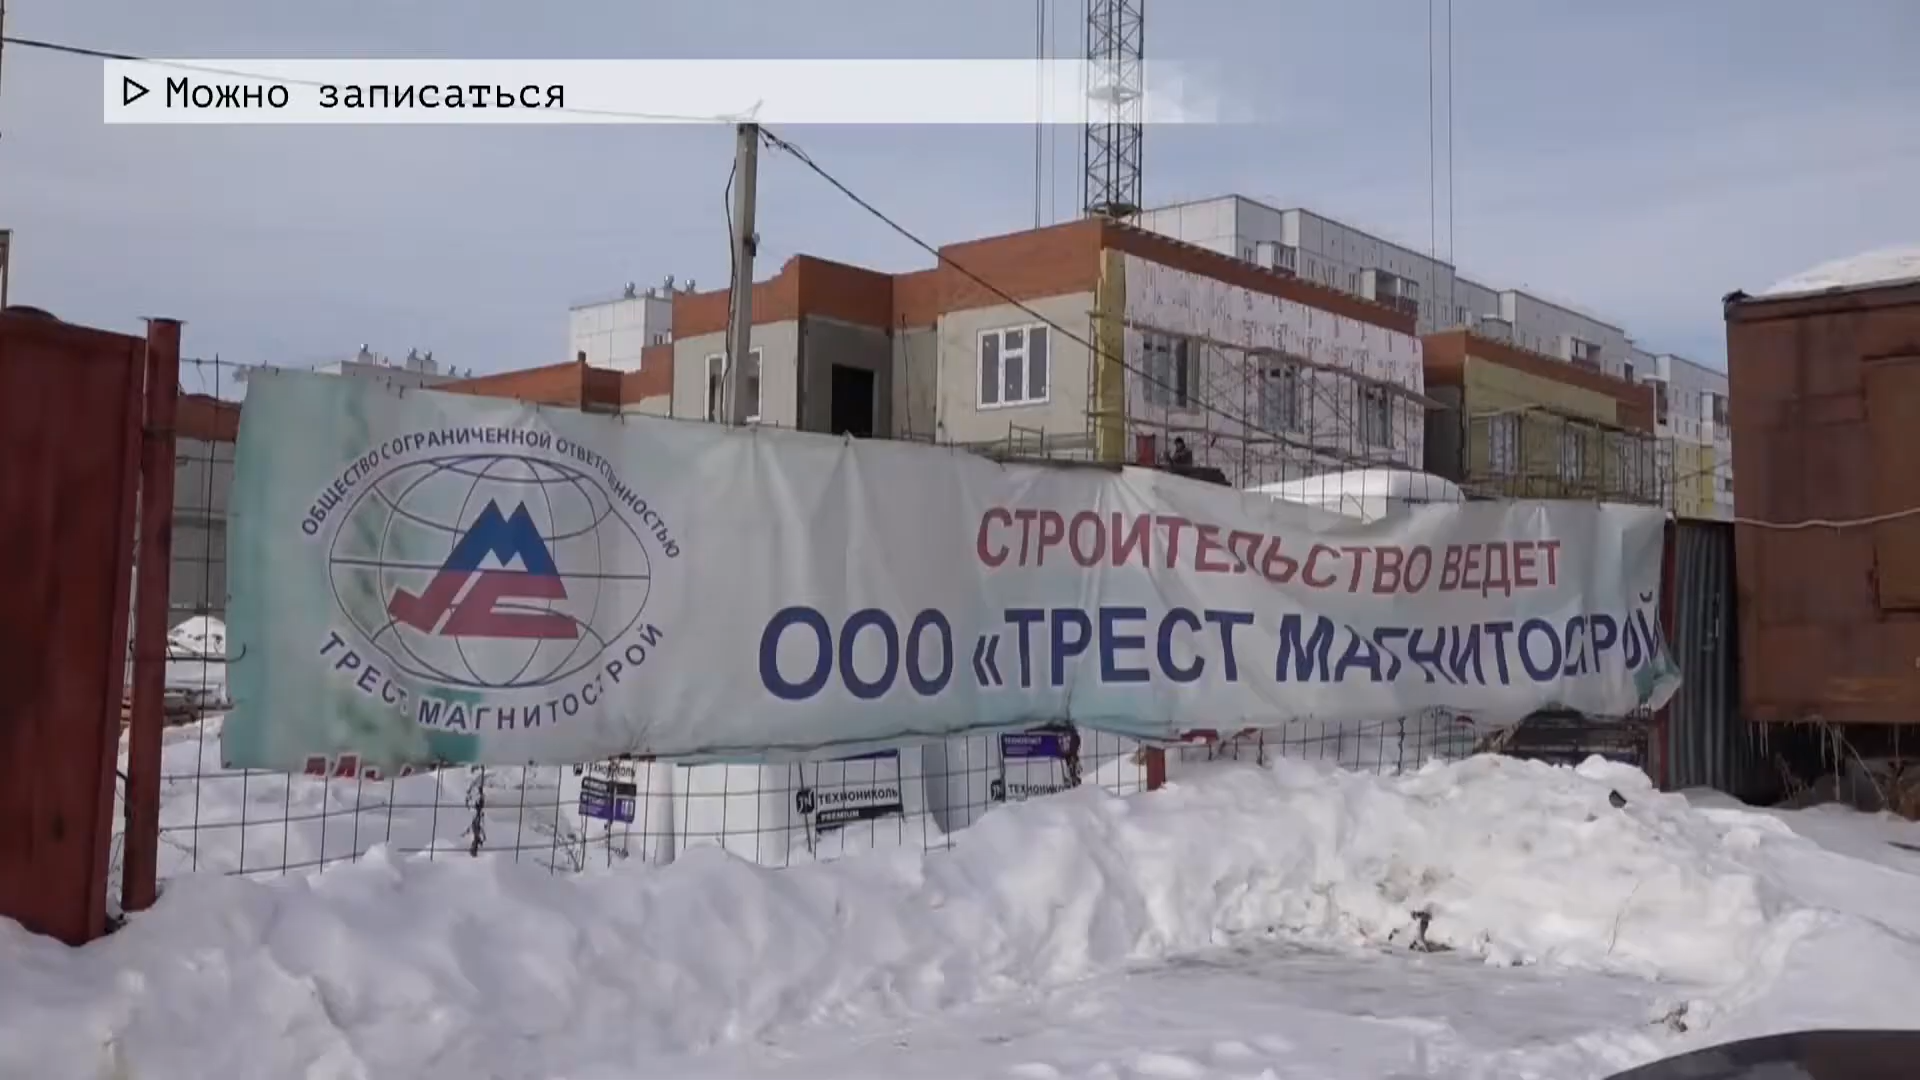 Можно записаться
ОБЩЕСТВО С ОГРАНИЧЕННОЙ ОТВЕТСТВЕННОСТЬЮ
ТРЕСТ МАГНИТОСТРОЙ
СТРОИТЕЛЬСТВО ВЕДЕТ
ООО «ТРЕСТ МАГНИТОСТРОЙ
ТЕХНОНИКОЛЬ
ТЕХНОНИКОЛЬ
PREMIUM
ТЕХНОНИКОЛЬ